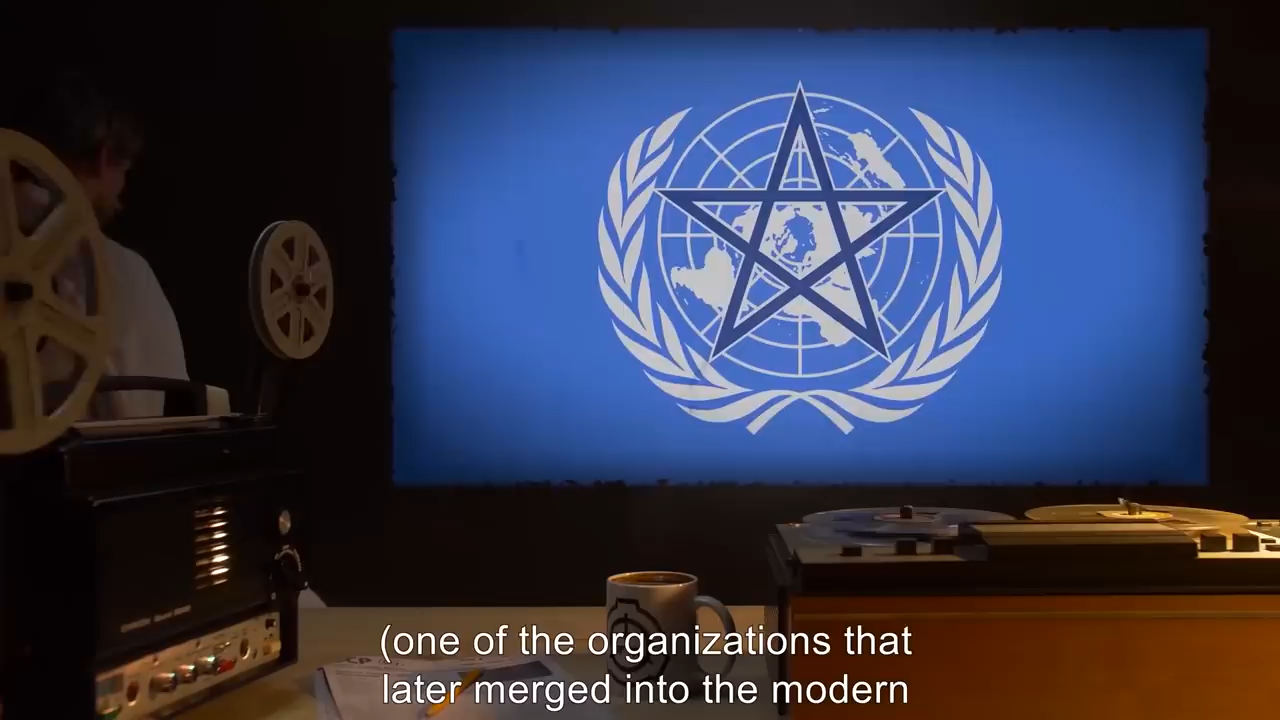 (one of the organizations that
later merged into the modern